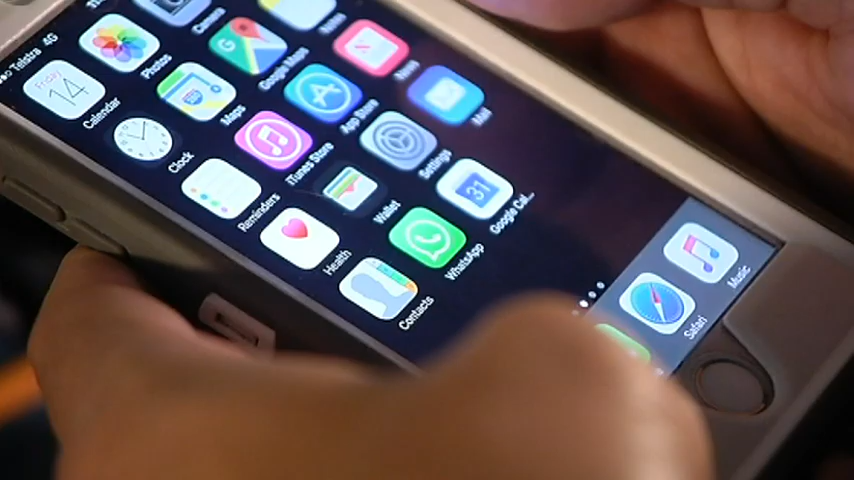 Telstra 4G
Friday
14
Calendar
Photos
Camera
Clock
Maps
Google Maps
News
Reminders
iTunes Store
App Store
Health
Wallet
Settings
Mail
Contacts
WhatsApp
31
Google Cal...
Safari
Music